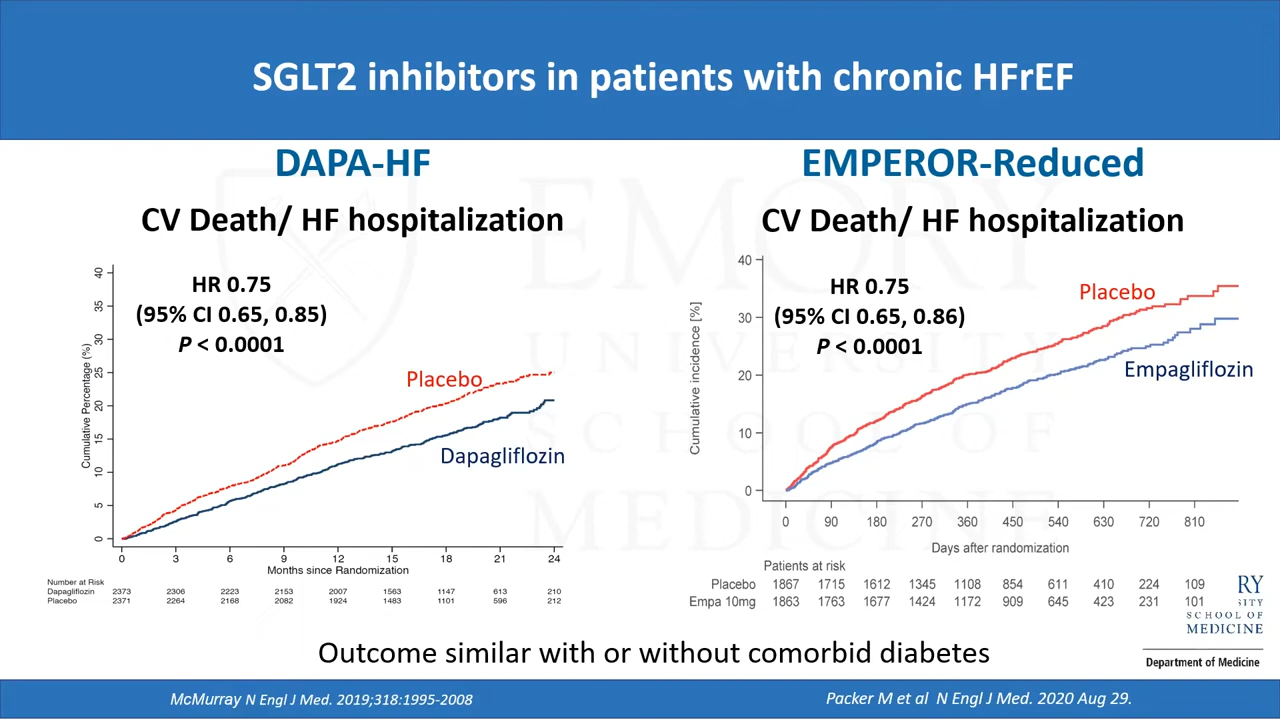 SGLT2 inhibitors in patients with chronic HFrEF
DAPA-HF
CV Death/ HF hospitalization
HR 0.75
(95% CI 0.65, 0.85)
P < 0.0001
Placebo
Dapagliflozin
Cumulative Percentage (%)
40
35
30
25
20
15
10
5
0
0 3 6 9 12 15 18 21 24
Months since Randomization
Number at Risk
Dapagliflozin 2373 2306 2223 2153 2007 1563 1147 613 210
Placebo 2371 2264 2168 2082 1924 1483 1101 596 212
EMPEROR-Reduced
CV Death/ HF hospitalization
HR 0.75
(95% CI 0.65, 0.86)
P < 0.0001
Placebo
Empagliflozin
Cumulative incidence [%]
40
30
20
10
0
0 90 180 270 360 450 540 630 720 810
Days after randomization
Patients at risk
Placebo 1867 1715 1612 1345 1108 854 611 410 224 109
Empa 10mg 1863 1763 1677 1424 1172 909 645 423 231 101
EMORY
UNIVERSITY
SCHOOL OF
MEDICINE
RY
SITY
SCHOOL OF
MEDICINE
Department of Medicine
Outcome similar with or without comorbid diabetes
McMurray N Engl J Med. 2019;318:1995-2008
Packer M et al N Engl J Med. 2020 Aug 29.